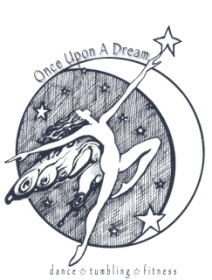 Once Upon A Dream
dance ☆ tumbling ☆ fitness